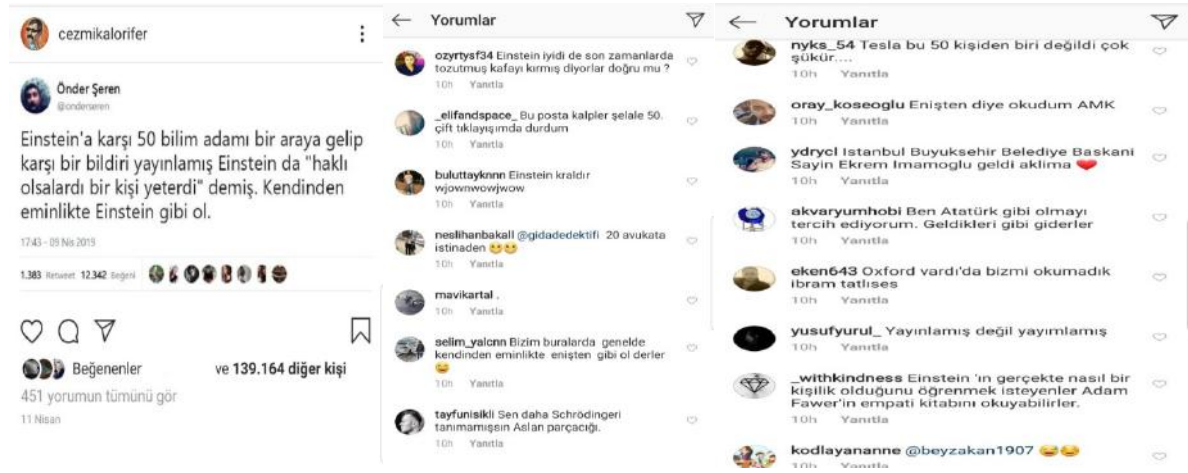 cezmikalorifer
Önder Şeren
@onderseren
Einstein'a karşı 50 bilim adamı bir araya gelip
karşı bir bildiri yayınlamış Einstein da "haklı
olsalardı bir kişi yeterdi" demiş. Kendinden
eminlikte Einstein gibi ol.
17:43 - 09 Nis 2019
1.383 Retweet 12.342 Beğeni
Beğenenler ve 139.164 diğer kişi
451 yorumun tümünü gör
11 Nisan
Yorumlar
ozyrtysf34 Einstein iyidi de son zamanlarda
tozutmuş kafayı kırmış diyorlar doğru mu ?
10h Yanıtla
_elifandspace_ Bu posta kalpler şelale 50.
çift tıklayışımda durdum
10h Yanıtla
buluttayknnn Einstein kraldır
wjownwowjwow
10h Yanıtla
neslihanbakall @gidadedektifi 20 avukata
istinaden 😬😬
10h Yanıtla
mavikartal .
10h Yanıtla
selim_yalcnn Bizim buralarda genelde
kendinden eminlikte enişten gibi ol derler
😅
10h Yanıtla
tayfunisikli Sen daha Schrödingeri
tanımamışsın Aslan parçacığı.
10h Yanıtla
Yorumlar
nyks_54 Tesla bu 50 kişiden biri değildi çok
şükür....
10h Yanıtla
oray_koseoglu Enişten diye okudum AMK
10h Yanıtla
ydrycl Istanbul Buyuksehir Belediye Baskani
Sayin Ekrem Imamoglu geldi aklima ❤
10h Yanıtla
akvaryumhobi Ben Atatürk gibi olmayı
tercih ediyorum. Geldikleri gibi giderler
10h Yanıtla
eken643 Oxford vardı'da bizmi okumadık
ibram tatlıses
10h Yanıtla
yusufyurul_ Yayınlamış değil yayımlamış
10h Yanıtla
_withkindness Einstein 'ın gerçekte nasıl bir
kişilik olduğunu öğrenmek isteyenler Adam
Fawer'in empati kitabını okuyabilirler.
10h Yanıtla
kodlayananne @beyzakan1907 😅😂
10h Yanıtla